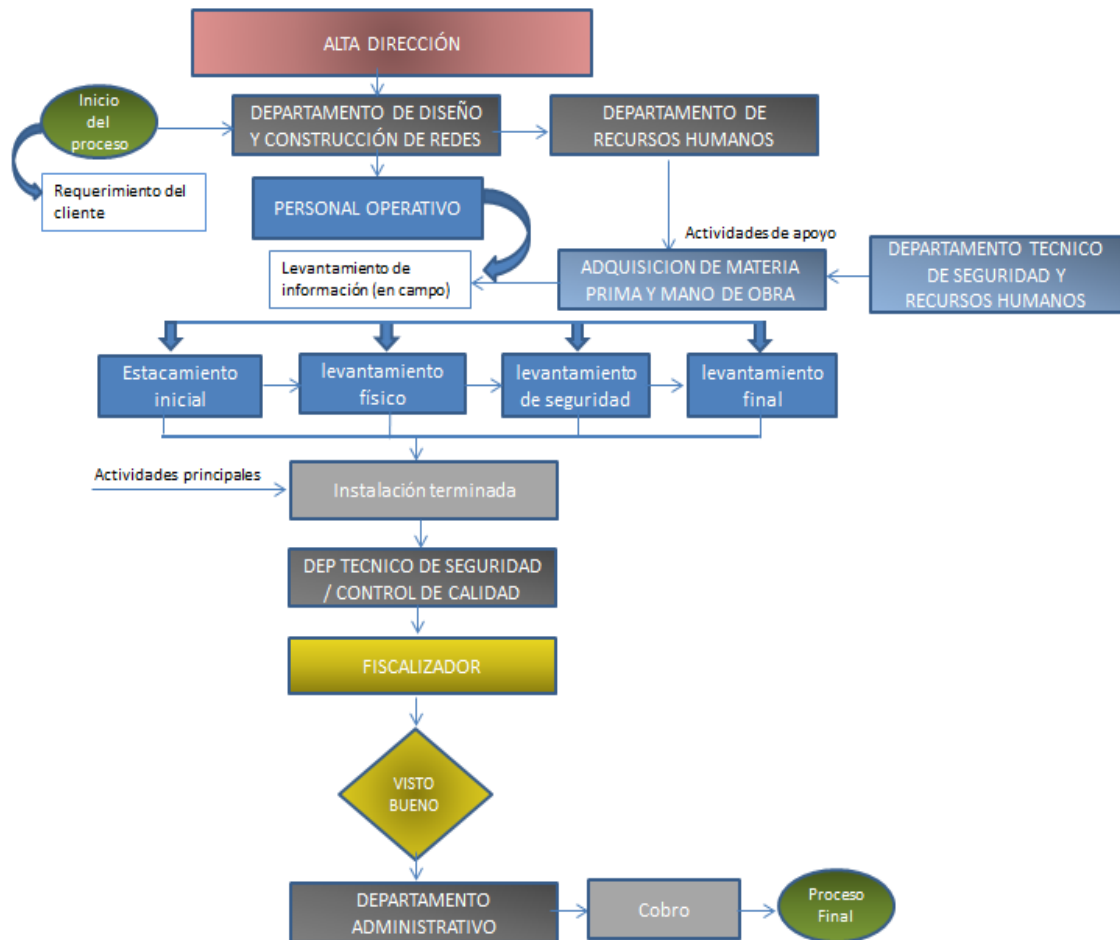 ALTA DIRECCIÓN
Inicio
del
proceso
DEPARTAMENTO DE DISEÑO
Y CONSTRUCCIÓN DE REDES
DEPARTAMENTO DE
RECURSOS HUMANOS
Requerimiento del
cliente
PERSONAL OPERATIVO
Actividades de apoyo
Levantamiento de
información (en campo)
ADQUISICION DE MATERIA
PRIMA Y MANO DE OBRA
DEPARTAMENTO TECNICO
DE SEGURIDAD Y
RECURSOS HUMANOS
Estacamiento
inicial
levantamiento
físico
levantamiento
de seguridad
levantamiento
final
Actividades principales
Instalación terminada
DEP TECNICO DE SEGURIDAD
/ CONTROL DE CALIDAD
FISCALIZADOR
VISTO
BUENO
DEPARTAMENTO
ADMINISTRATIVO
Cobro
Proceso
Final